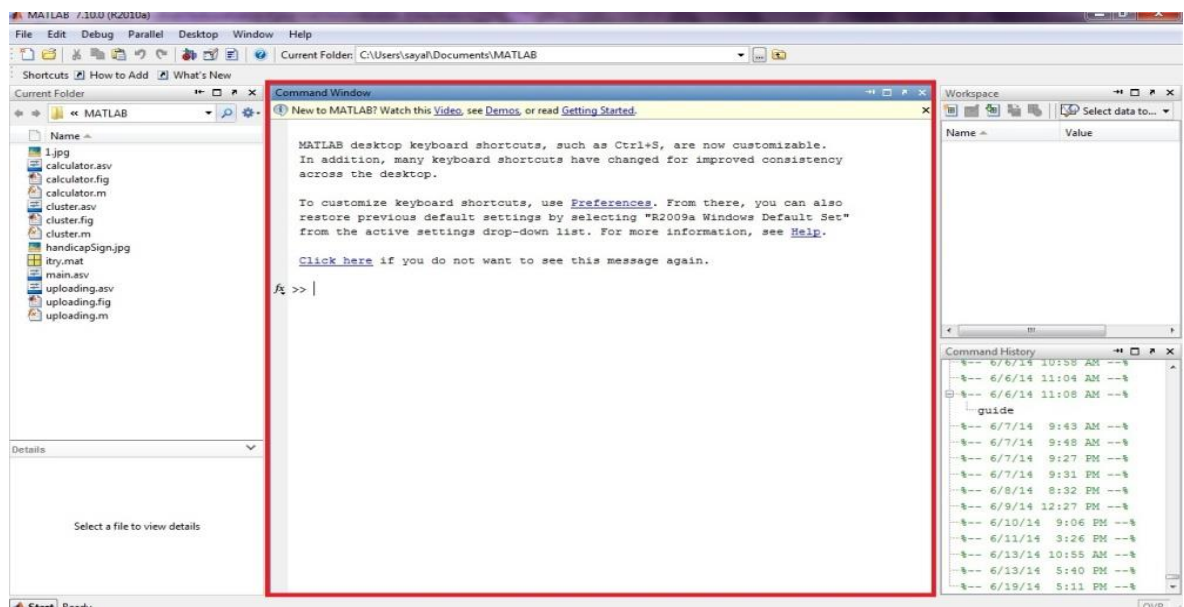 MATLAB 7.10.0 (R2010a)
File Edit Debug Parallel Desktop Window Help
Current Folder: C:\Users\sayal\Documents\MATLAB
Shortcuts How to Add What's New
Current Folder
« MATLAB
Name
1.jpg
calculator.asv
calculator.fig
calculator.m
cluster.asv
cluster.fig
cluster.m
handicapSign.jpg
itry.mat
main.asv
uploading.asv
uploading.fig
uploading.m
Details
Select a file to view details
Command Window
New to MATLAB? Watch this Video, see Demos, or read Getting Started.
MATLAB desktop keyboard shortcuts, such as Ctrl+S, are now customizable.
In addition, many keyboard shortcuts have changed for improved consistency
across the desktop.
To customize keyboard shortcuts, use Preferences. From there, you can also
restore previous default settings by selecting "R2009a Windows Default Set"
from the active settings drop-down list. For more information, see Help.
Click here if you do not want to see this message again.
fx >>
Workspace
Select data to...
Name Value
Command History
%-- 6/6/14 10:58 AM --%
%-- 6/6/14 11:04 AM --%
%-- 6/6/14 11:08 AM --%
guide
%-- 6/7/14 9:43 AM --%
%-- 6/7/14 9:48 AM --%
%-- 6/7/14 9:27 PM --%
%-- 6/7/14 9:31 PM --%
%-- 6/8/14 8:32 PM --%
%-- 6/9/14 12:27 PM --%
%-- 6/10/14 9:06 PM --%
%-- 6/11/14 3:26 PM --%
%-- 6/13/14 10:55 AM --%
%-- 6/13/14 5:40 PM --%
%-- 6/19/14 5:11 PM --%
Start Ready
OVR